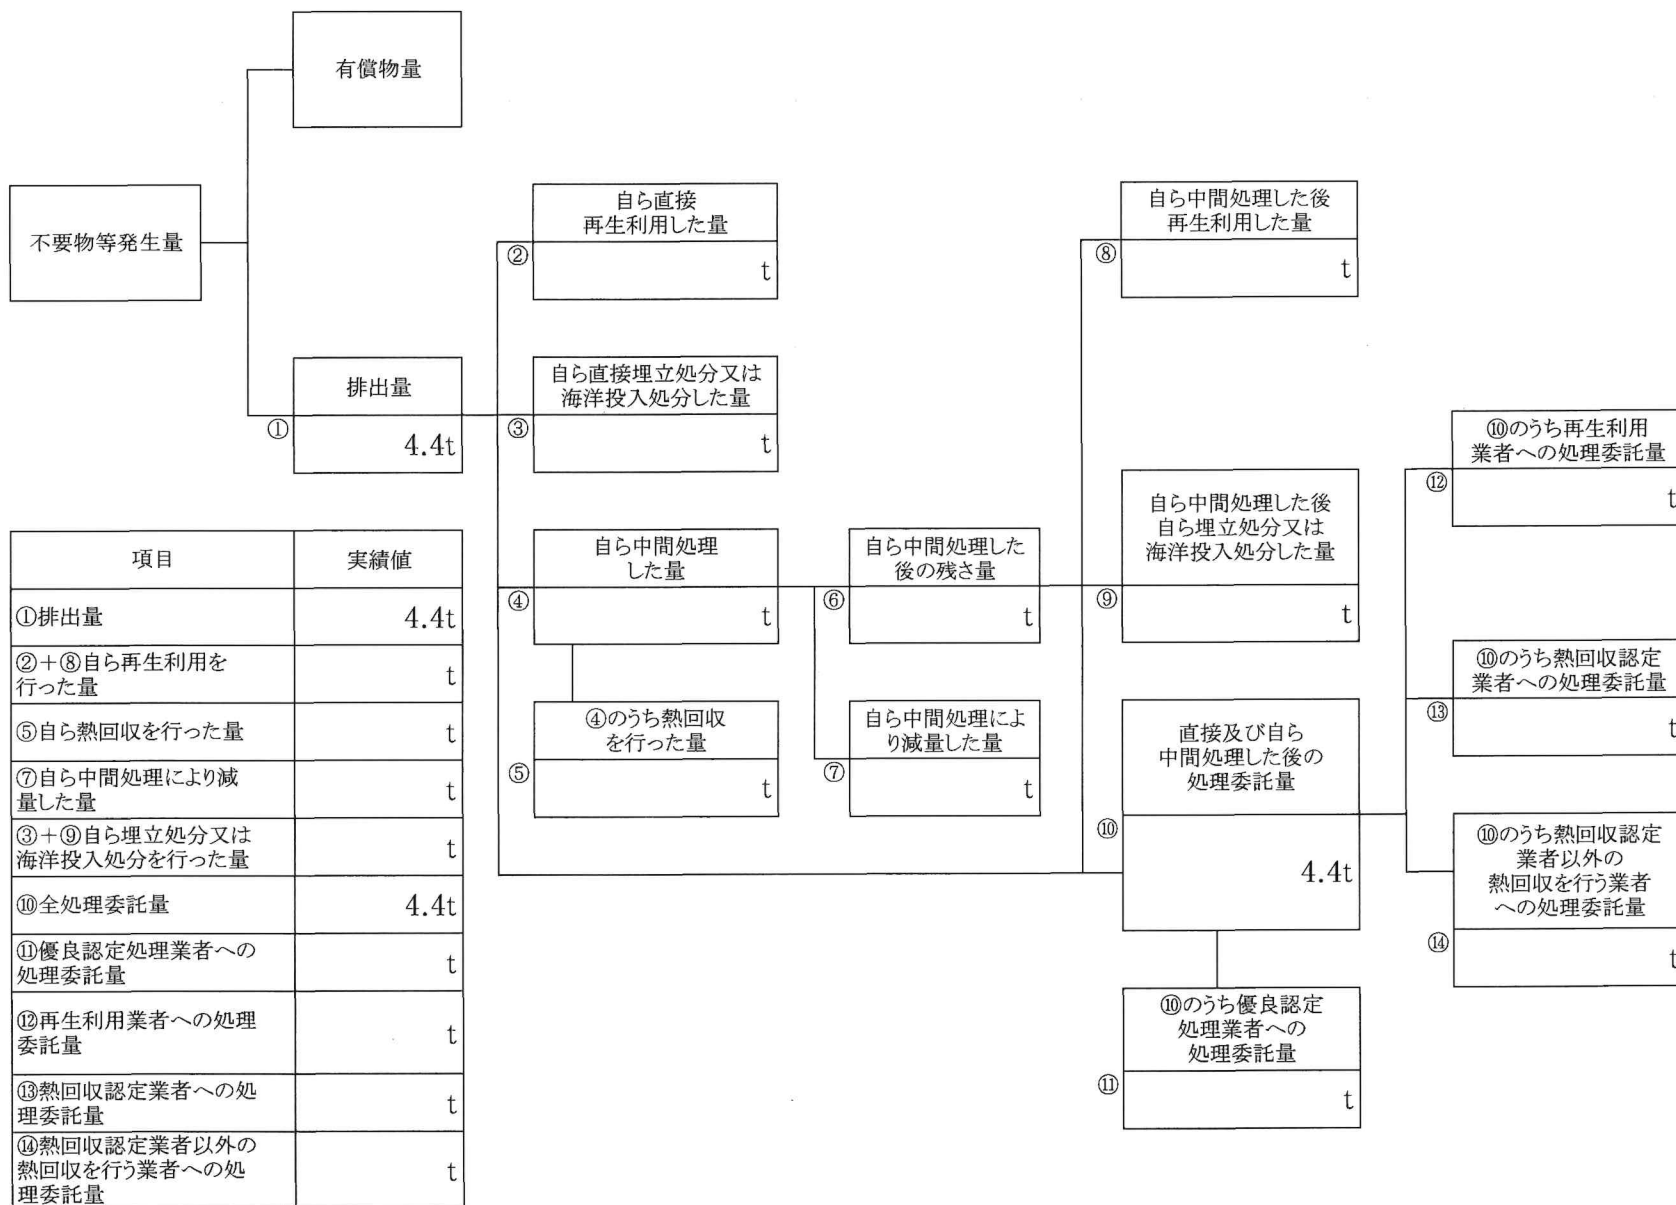 有償物量
不要物等発生量
排出量
①
4.4t
自ら直接
再生利用した量
②
t
自ら直接埋立処分又は
海洋投入処分した量
③
t
自ら中間処理
した量
④
t
④のうち熱回収
を行った量
⑤
t
自ら中間処理した
後の残さ量
⑥
t
自ら中間処理によ
り減量した量
⑦
t
自ら中間処理した後
再生利用した量
⑧
t
自ら中間処理した後
自ら埋立処分又は
海洋投入処分した量
⑨
t
直接及び自ら
中間処理した後の
処理委託量
⑩
4.4t
⑩のうち優良認定
処理業者への
処理委託量
⑪
t
⑩のうち再生利用
業者への処理委託量
⑫
t
⑩のうち熱回収認定
業者への処理委託量
⑬
t
⑩のうち熱回収認定
業者以外の
熱回収を行う業者
への処理委託量
⑭
t
項目 実績値
①排出量 4.4t
②+⑧自ら再生利用を
行った量 t
⑤自ら熱回収を行った量 t
⑦自ら中間処理により減
量した量 t
③+⑨自ら埋立処分又は
海洋投入処分を行った量 t
⑩全処理委託量 4.4t
⑪優良認定処理業者への
処理委託量 t
⑫再生利用業者への処理
委託量 t
⑬熱回収認定業者への処
理委託量 t
⑭熱回収認定業者以外の
熱回収を行う業者への処
理委託量 t